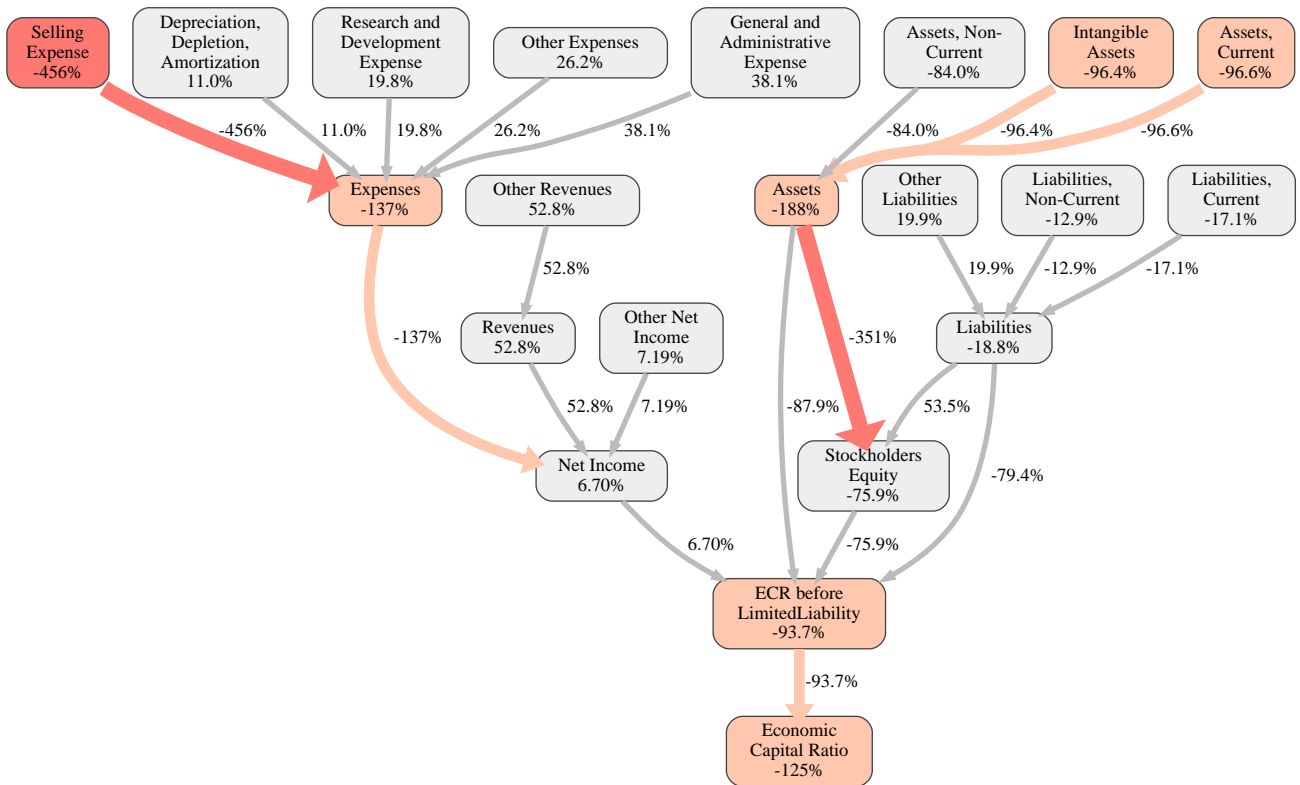 Selling
Expense
-456%
Depreciation,
Depletion,
Amortization
11.0%
Research and
Development
Expense
19.8%
Other Expenses
26.2%
General and
Administrative
Expense
38.1%
Assets, Non-
Current
-84.0%
Intangible
Assets
-96.4%
Assets,
Current
-96.6%
-456%
11.0%
19.8%
26.2%
38.1%
-84.0%
-96.4%
-96.6%
Expenses
-137%
Other Revenues
52.8%
Assets
-188%
Other
Liabilities
19.9%
Liabilities,
Non-Current
-12.9%
Liabilities,
Current
-17.1%
52.8%
19.9%
-12.9%
-17.1%
-137%
Revenues
52.8%
Other Net
Income
7.19%
-351%
Liabilities
-18.8%
52.8%
7.19%
-87.9%
53.5%
Net Income
6.70%
Stockholders
Equity
-75.9%
-79.4%
6.70%
-75.9%
ECR before
LimitedLiability
-93.7%
-93.7%
Economic
Capital Ratio
-125%